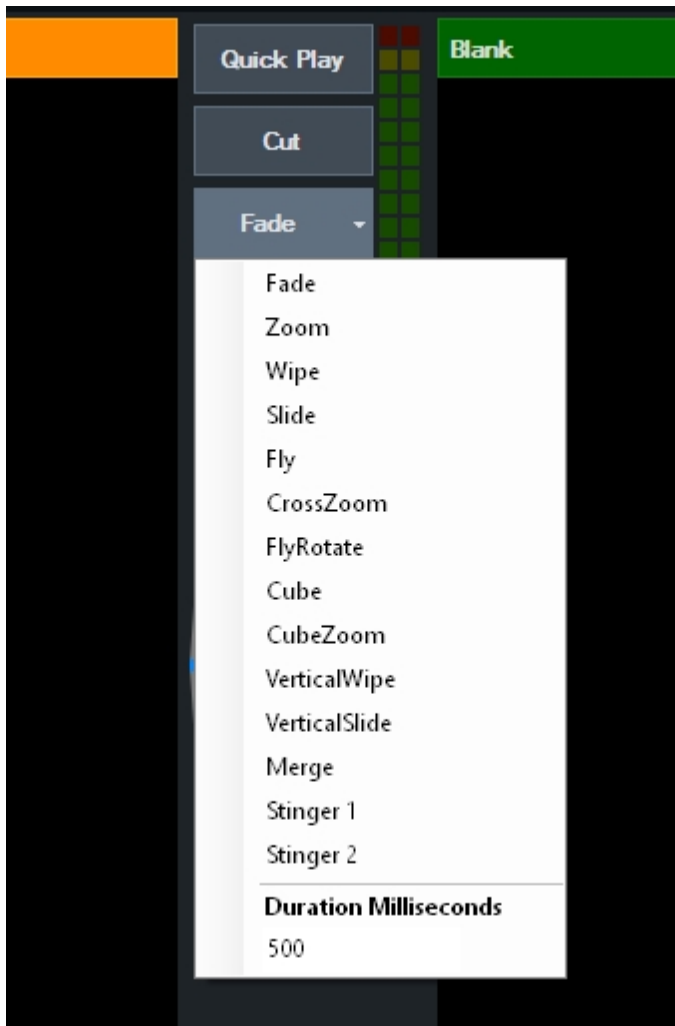 Quick Play
Blank
Cut
Fade
Fade
Zoom
Wipe
Slide
Fly
CrossZoom
FlyRotate
Cube
CubeZoom
VerticalWipe
VerticalSlide
Merge
Stinger 1
Stinger 2
Duration Milliseconds
500